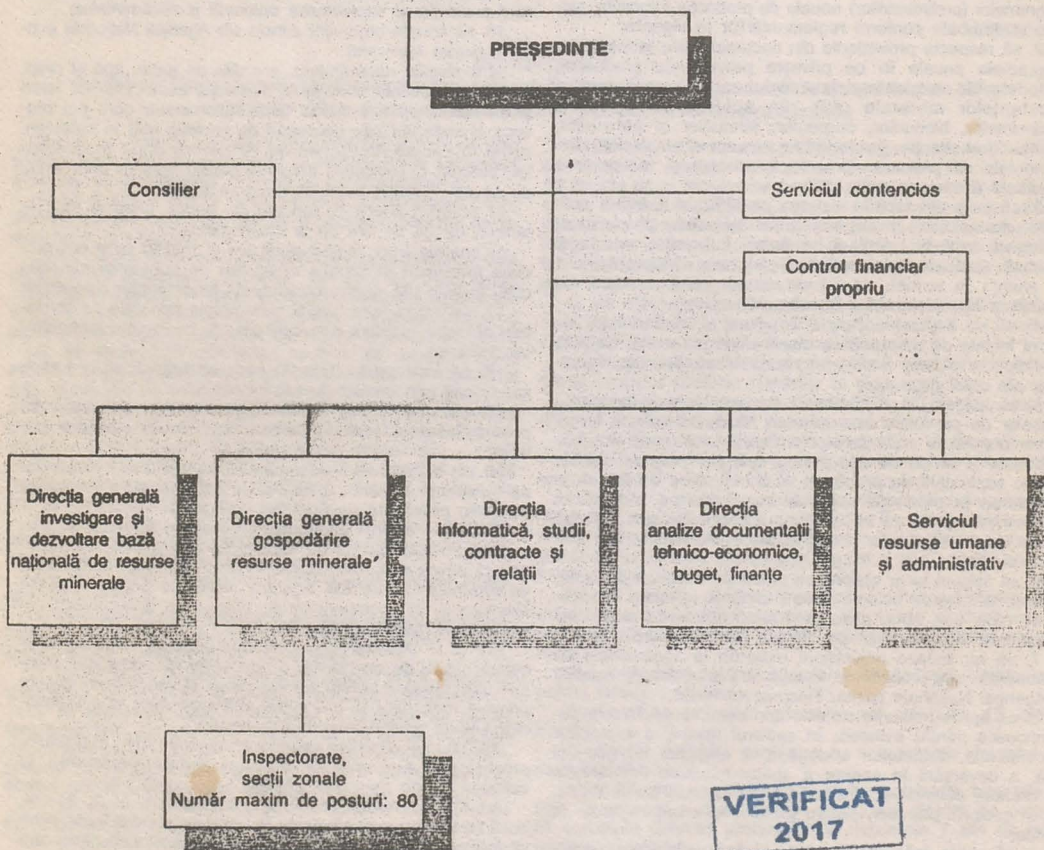 PREȘEDINTE
Consilier
Serviciul contencios
Control financiar
propriu
Direcția generală
investigare și
dezvoltare bază
națională de resurse
minerale
Direcția generală
gospodărire
resurse minerale
Direcția
informatică, studii,
contracte și
relații
Direcția
analize documentații
tehnico-economice,
buget, finanțe
Serviciul
resurse umane
și administrativ
Inspectorate,
secții zonale
Număr maxim de posturi: 80
VERIFICAT
2017